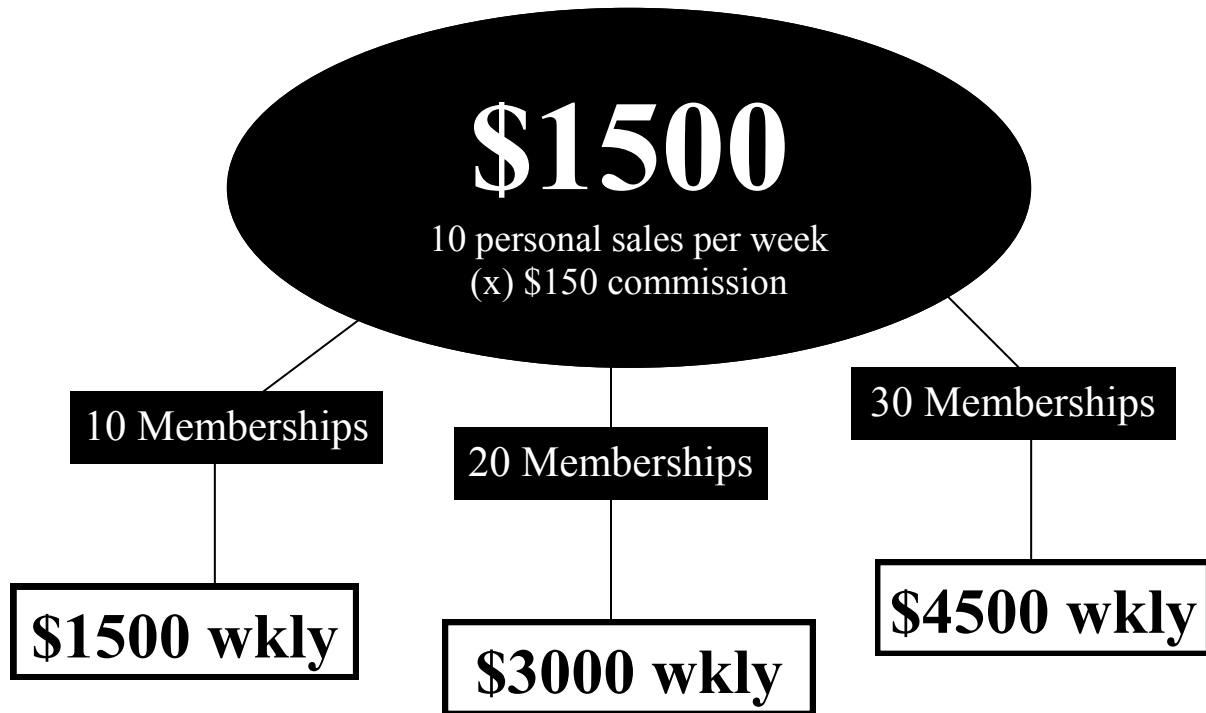 $1500
10 personal sales per week
(x) $150 commission
10 Memberships
20 Memberships
30 Memberships
$1500 wkly
$3000 wkly
$4500 wkly